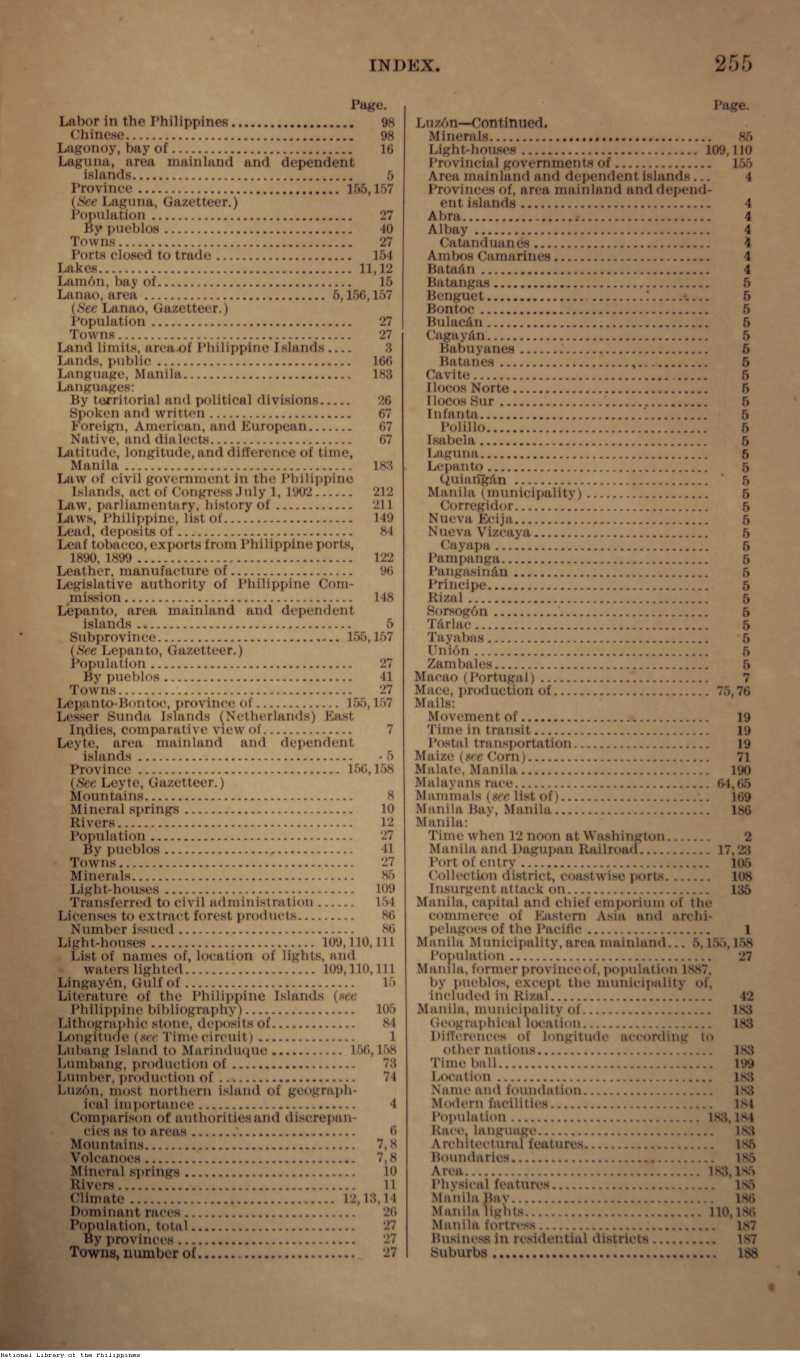 INDEX.
255
Page.
Labor in the Philippines 98
Chinese 98
Lagonoy, bay of 16
Laguna, area mainland and dependent
islands 5
Province 155,157
(See Laguna, Gazetteer.)
Population 27
By pueblos 40
Towns 27
Ports closed to trade 154
Lakes 11,12
Lamón, bay of 15
Lanao, area 5,156,157
(See Lanao, Gazetteer.)
Population 27
Towns 27
Land limits, area of Philippine Islands 3
Lands, public 166
Language, Manila 183
Languages:
By territorial and political divisions 26
Spoken and written 67
Foreign, American, and European 67
Native, and dialects 67
Latitude, longitude, and difference of time,
Manila 183
Law of civil government in the Philippine
Islands, act of Congress July 1, 1902 212
Law, parliamentary, history of 211
Laws, Philippine, list of 149
Lead, deposits of 84
Leaf tobacco, exports from Philippine ports,
1890, 1899 122
Leather, manufacture of 96
Legislative authority of Philippine Com-
mission 148
Lepanto, area mainland and dependent
islands 5
Subprovince 155,157
(See Lepanto, Gazetteer.)
Population 27
By pueblos 41
Towns 27
Lepanto-Bontoc, province of 155,157
Lesser Sunda Islands (Netherlands) East
Indies, comparative view of 7
Leyte, area mainland and dependent
islands 5
Province 156,158
(See Leyte, Gazetteer.)
Mountains 8
Mineral springs 10
Rivers 12
Population 27
By pueblos 41
Towns 27
Minerals 85
Light-houses 109
Transferred to civil administration 154
Licenses to extract forest products 86
Number issued 86
Light-houses 109,110,111
List of names of, location of lights, and
waters lighted 109,110,111
Lingayén, Gulf of 15
Literature of the Philippine Islands (see
Philippine bibliography) 105
Lithographic stone, deposits of 84
Longitude (see Time circuit) 1
Lubang Island to Marinduque 156,158
Lumbang, production of 73
Lumber, production of 74
Luzón, most northern island of geograph-
ical importance 4
Comparison of authorities and discrepan-
cies as to areas 6
Mountains 7,8
Volcanoes 7,8
Mineral springs 10
Rivers 11
Climate 12,13,14
Dominant races 26
Population, total 27
By provinces 27
Towns, number of 27
Page.
Luzón—Continued.
Minerals 85
Light-houses 109,110
Provincial governments of 155
Area mainland and dependent islands 4
Provinces of, area mainland and depend-
ent islands 4
Abra 4
Albay 4
Catanduanes 4
Ambos Camarines 4
Bataán 4
Batangas 5
Benguet 5
Bontoc 5
Bulacán 5
Cagayán 5
Babuyanes 5
Batanes 5
Cavite 5
Ilocos Norte 5
Ilocos Sur 5
Infanta 5
Polillo 5
Isabela 5
Laguna 5
Lepanto 5
Quiangán 5
Manila (municipality) 5
Corregidor 5
Nueva Ecija 5
Nueva Vizcaya 5
Cayapa 5
Pampanga 5
Pangasinán 5
Principe 5
Rizal 5
Sorsogón 5
Tárlac 5
Tayabas 5
Unión 5
Zambales 5
Macao (Portugal) 7
Mace, production of 75,76
Mails:
Movement of 19
Time in transit 19
Postal transportation 19
Maize (see Corn) 71
Malate, Manila 190
Malayans race 64,65
Mammals (see list of) 169
Manila Bay, Manila 186
Manila:
Time when 12 noon at Washington 2
Manila and Dagupan Railroad 17,23
Port of entry 105
Collection district, coastwise ports 108
Insurgent attack on 135
Manila, capital and chief emporium of the
commerce of Eastern Asia and archi-
pelagoes of the Pacific 1
Manila Municipality, area mainland 5,155,158
Population 27
Manila, former province of, population 1887,
by pueblos, except the municipality of,
included in Rizal 42
Manila, municipality of 183
Geographical location 183
Differences of longitude according to
other nations 183
Time ball 199
Location 183
Name and foundation 183
Modern facilities 184
Population 183,184
Race, language 183
Architectural features 185
Boundaries 185
Area 183,185
Physical features 185
Manila Bay 186
Manila lights 110,186
Manila fortress 187
Business in residential districts 187
Suburbs 188
National Library of the Philippines